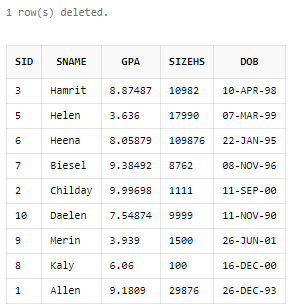 1 row(s) deleted.
SID SNAME GPA SIZEHS DOB
3 Hamrit 8.87487 10982 10-APR-98
5 Helen 3.636 17990 07-MAR-99
6 Heena 8.05879 109876 22-JAN-95
7 Biesel 9.38492 8762 08-NOV-96
2 Childay 9.99698 1111 11-SEP-00
10 Daelen 7.54874 9999 11-NOV-90
9 Merin 3.939 1500 26-JUN-01
8 Kaly 6.06 100 16-DEC-00
1 Allen 9.1809 29876 26-DEC-93